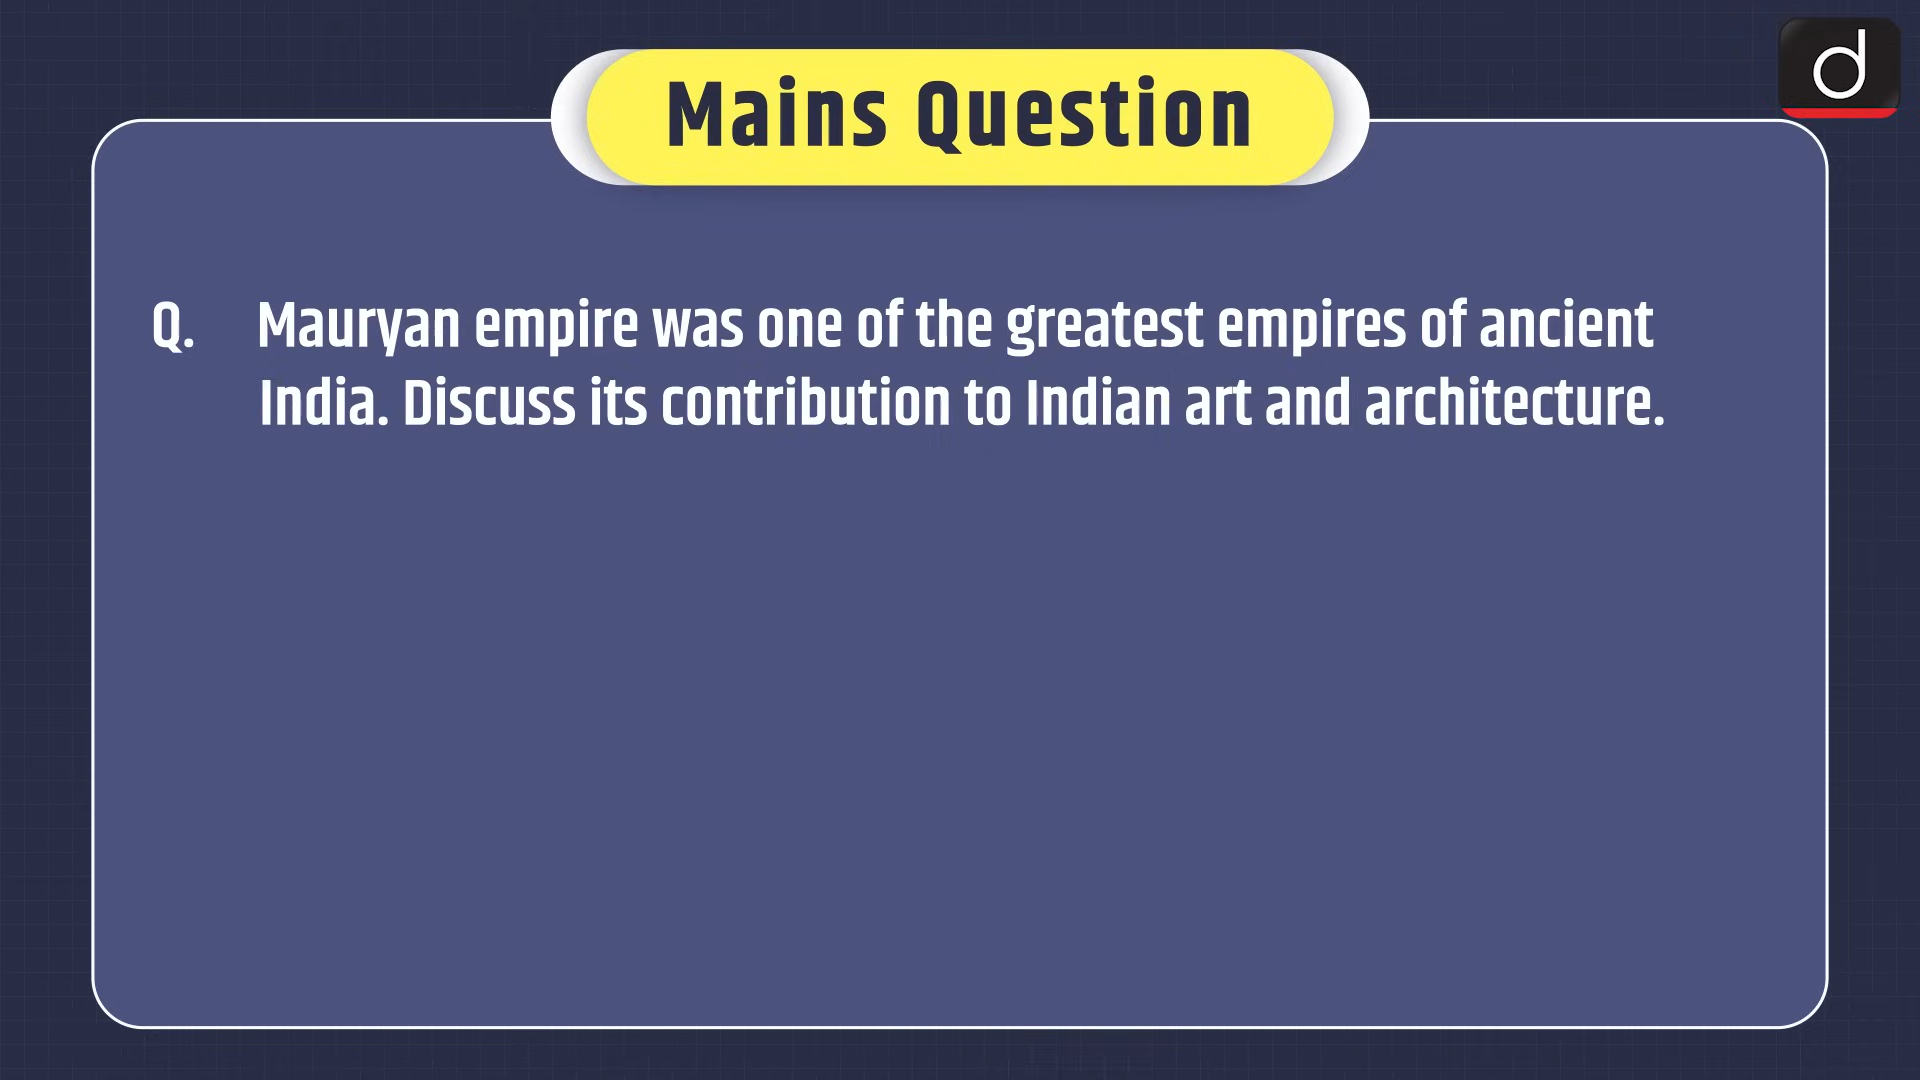 d
Mains Question
Q. Mauryan empire was one of the greatest empires of ancient
India. Discuss its contribution to Indian art and architecture.